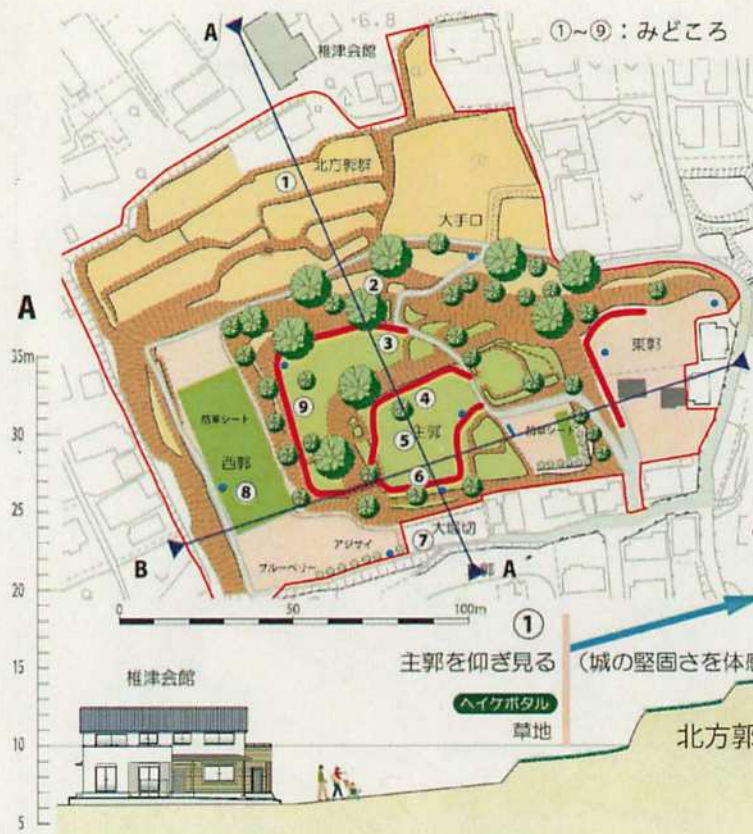 6.8
①~⑨：みどころ
A
椎津会館
北方郭群
①
大手口
②
③
A
35m
30
25
20
15
10
5
東郭
④
⑨
主郭
⑤
防草シート
防草シート
西郭
⑥
⑧
アジサイ
大堀切
⑦
B
ブルーベリー
A
0 50 100m
①
主郭を仰ぎ見る
（城の堅固さを体感
椎津会館
ヘイケボタル
草地
北方郭